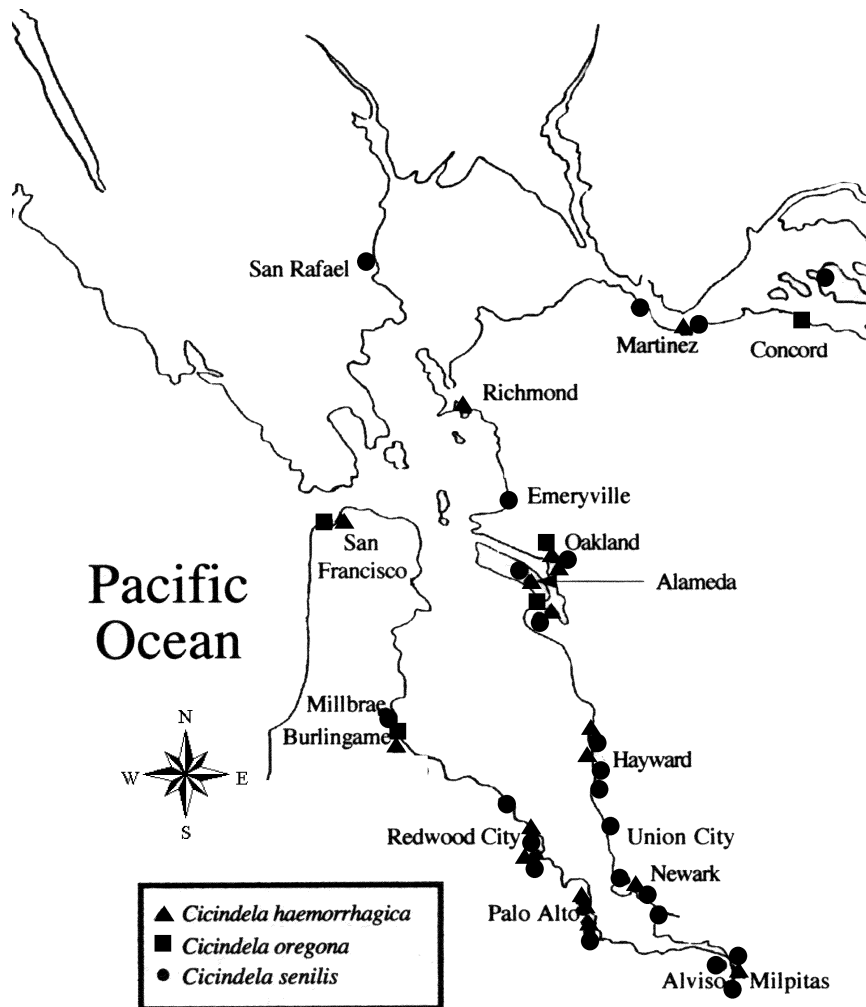 San Rafael
Martinez
Concord
Richmond
Emeryville
Oakland
San
Francisco
Alameda
Pacific
Ocean
Millbrae
Burlingame
N
W
E
S
Hayward
Redwood City
Union City
Newark
Palo Alto
Alviso
Milpitas
Cicindela haemorrhagica
Cicindela oregona
Cicindela senilis